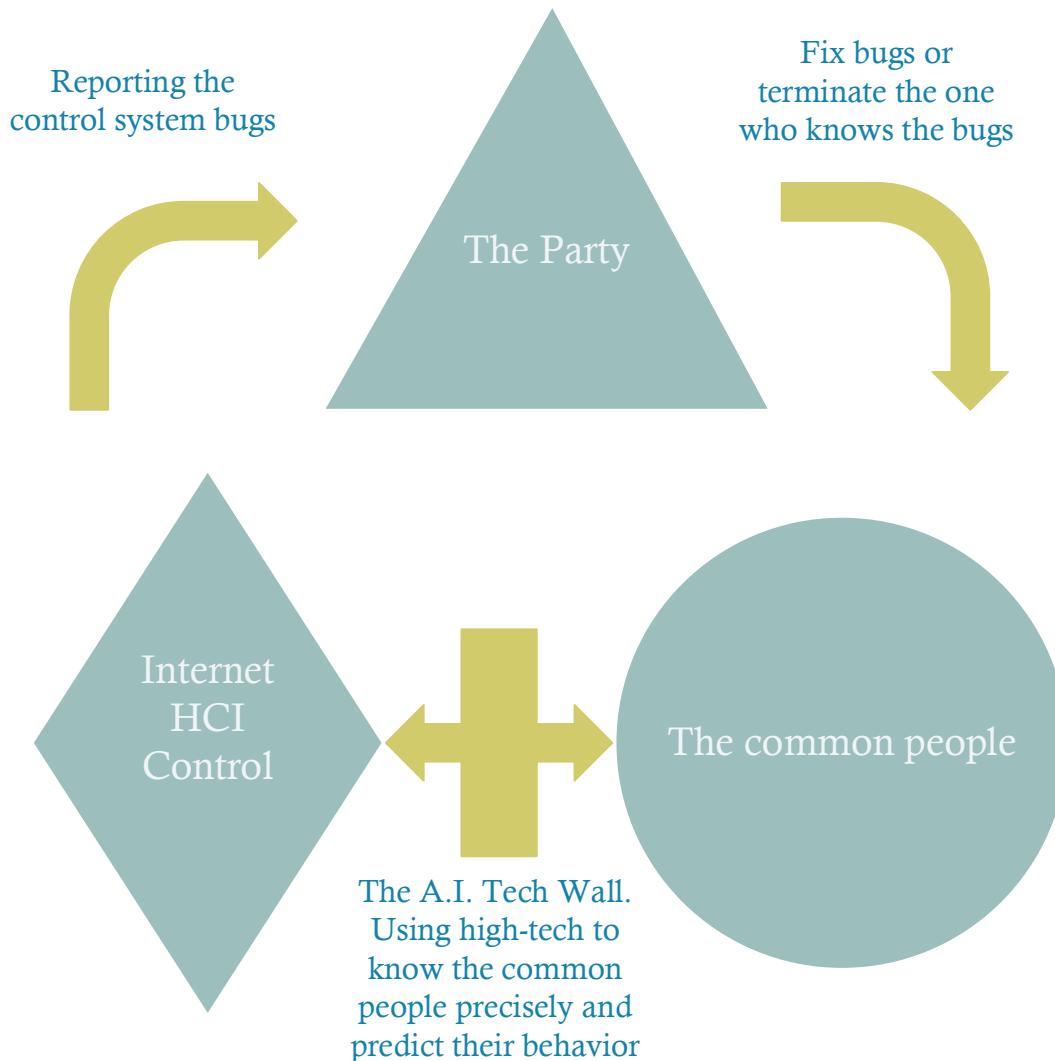 Reporting the
control system bugs
Fix bugs or
terminate the one
who knows the bugs
The Party
Internet
HCI
Control
The common people
The A.I. Tech Wall.
Using high-tech to
know the common
people precisely and
predict their behavior